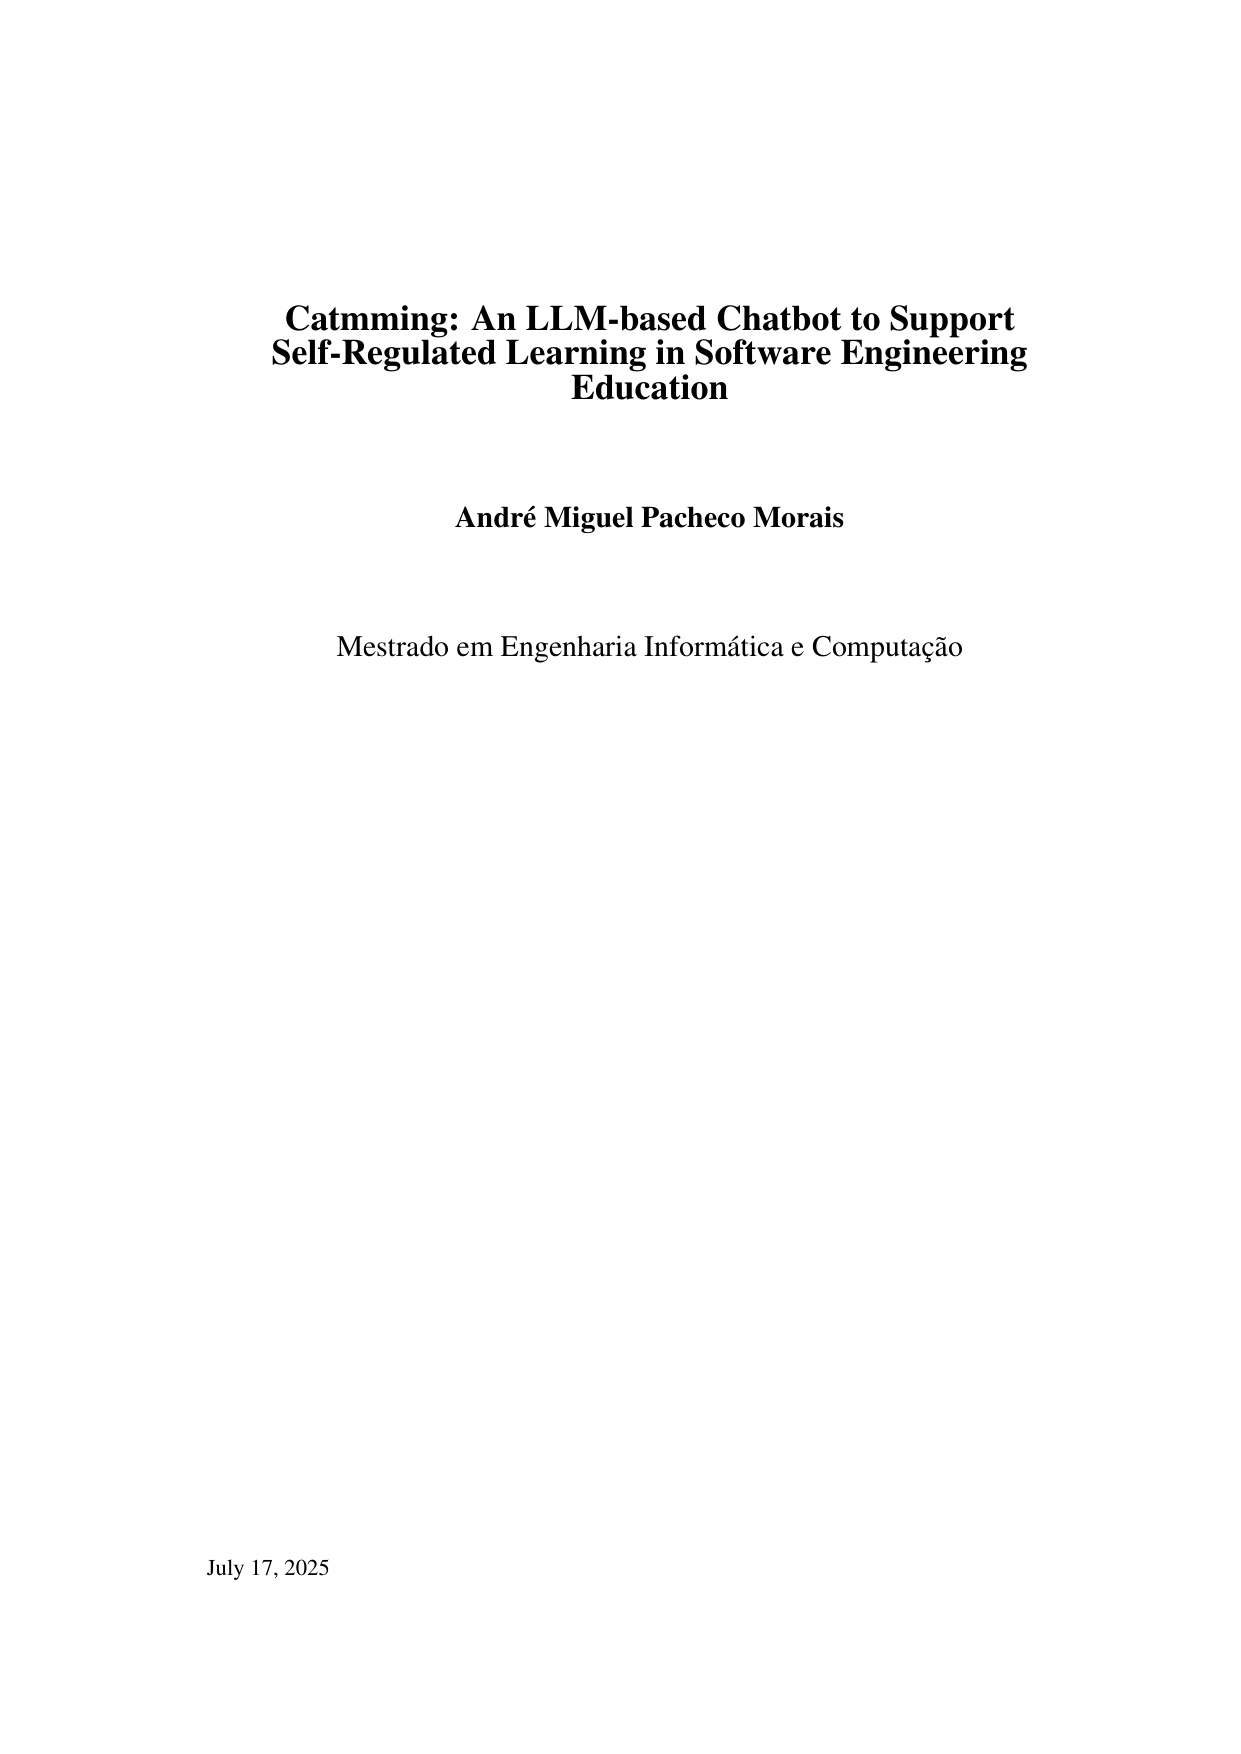 Catmming: An LLM-based Chatbot to Support
Self-Regulated Learning in Software Engineering
Education
André Miguel Pacheco Morais
Mestrado em Engenharia Informática e Computação
July 17, 2025